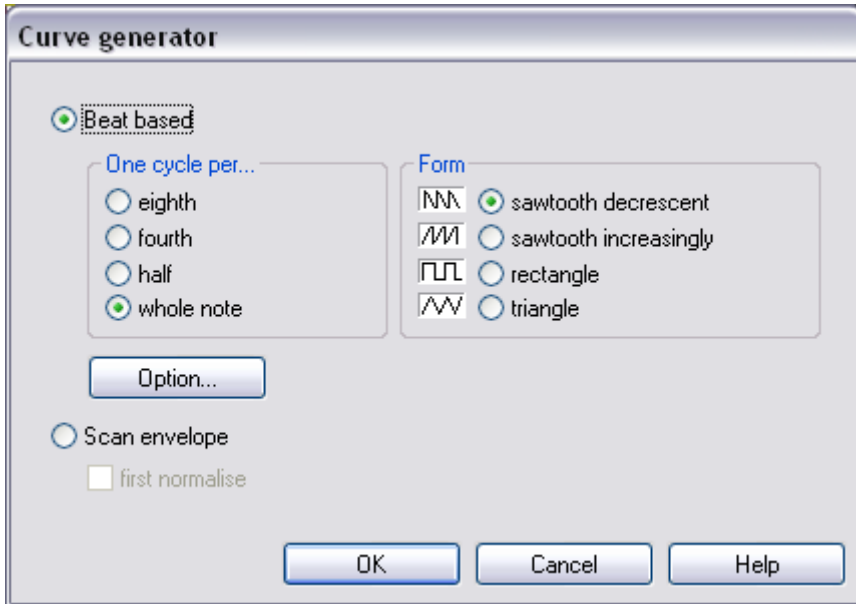 Curve generator
Beat based
One cycle per...
eighth
fourth
half
whole note
Form
sawtooth decrescent
sawtooth increasingly
rectangle
triangle
Option...
Scan envelope
first normalise
OK
Cancel
Help